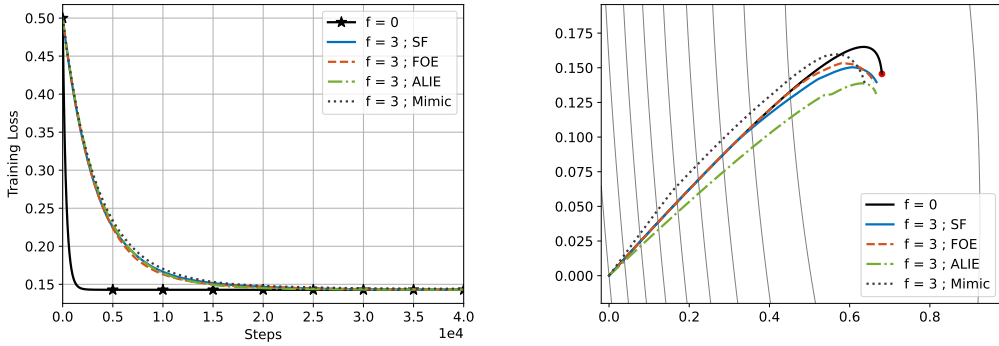 0.50
0.45
0.40
0.35
0.30
0.25
0.20
0.15
Training Loss
0.0
0.5
1.0
1.5
2.0
2.5
3.0
3.5
4.0
1e4
Steps
f = 0
f = 3 ; SF
f = 3 ; FOE
f = 3 ; ALIE
f = 3 ; Mimic
0.175
0.150
0.125
0.100
0.075
0.050
0.025
0.000
0.0
0.2
0.4
0.6
0.8
f = 0
f = 3 ; SF
f = 3 ; FOE
f = 3 ; ALIE
f = 3 ; Mimic